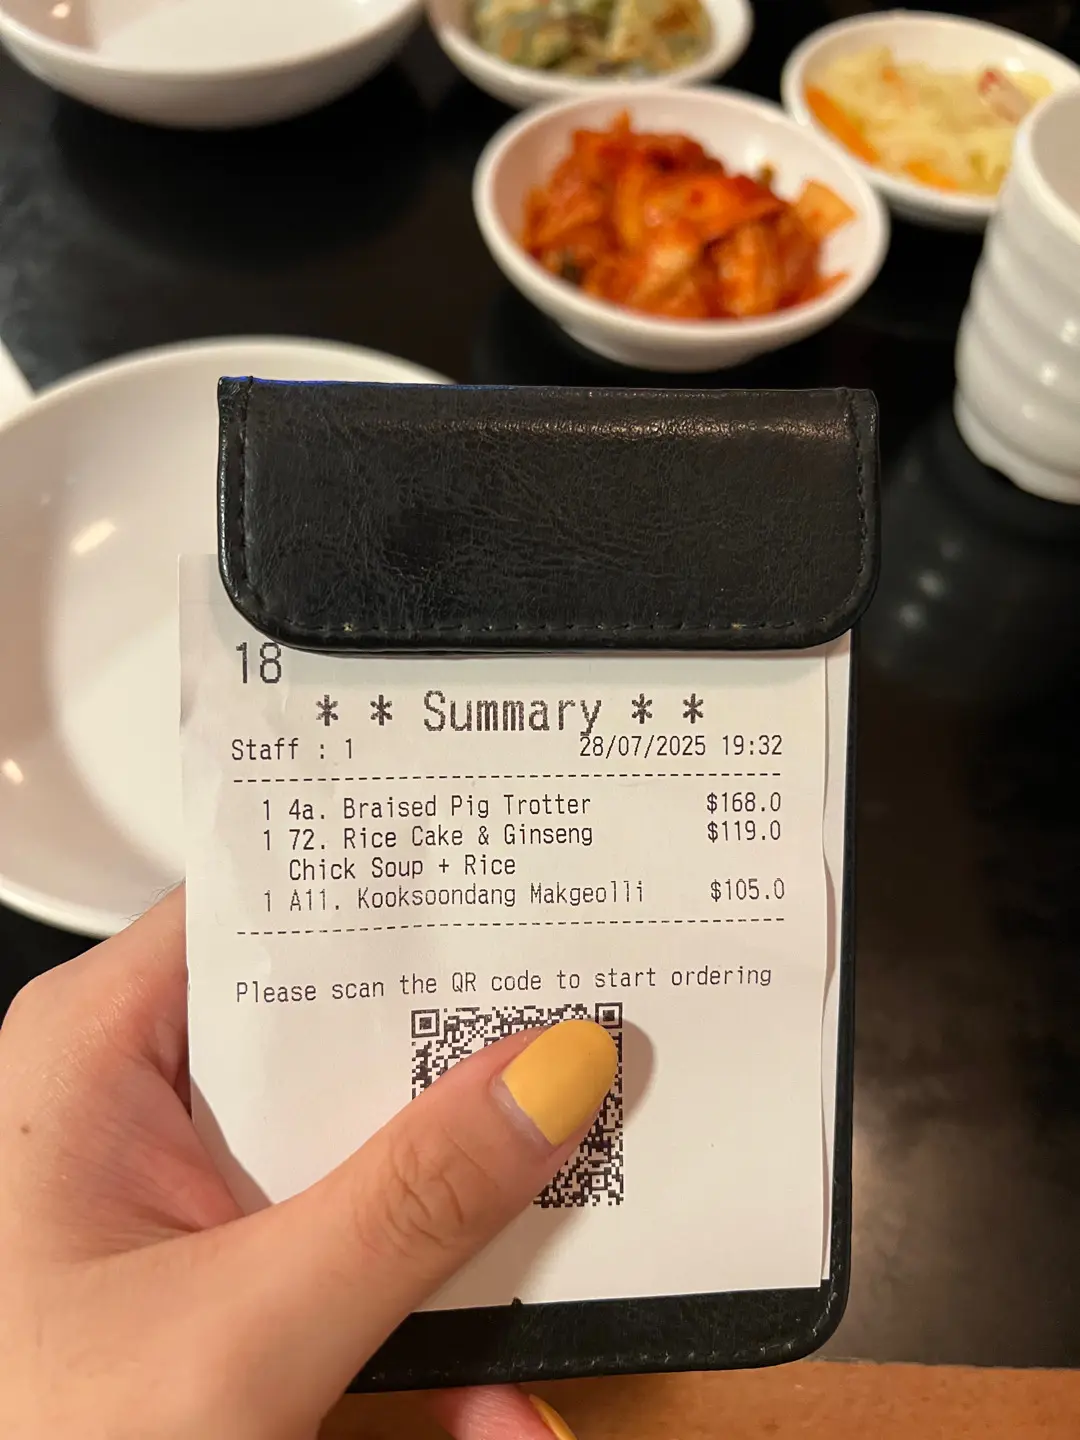 18
* * Summary * *
Staff : 1 28/07/2025 19:32
1 4a. Braised Pig Trotter $168.0
1 72. Rice Cake & Ginseng $119.0
Chick Soup + Rice
1 A11. Kooksoondang Makgeolli $105.0
Please scan the QR code to start ordering